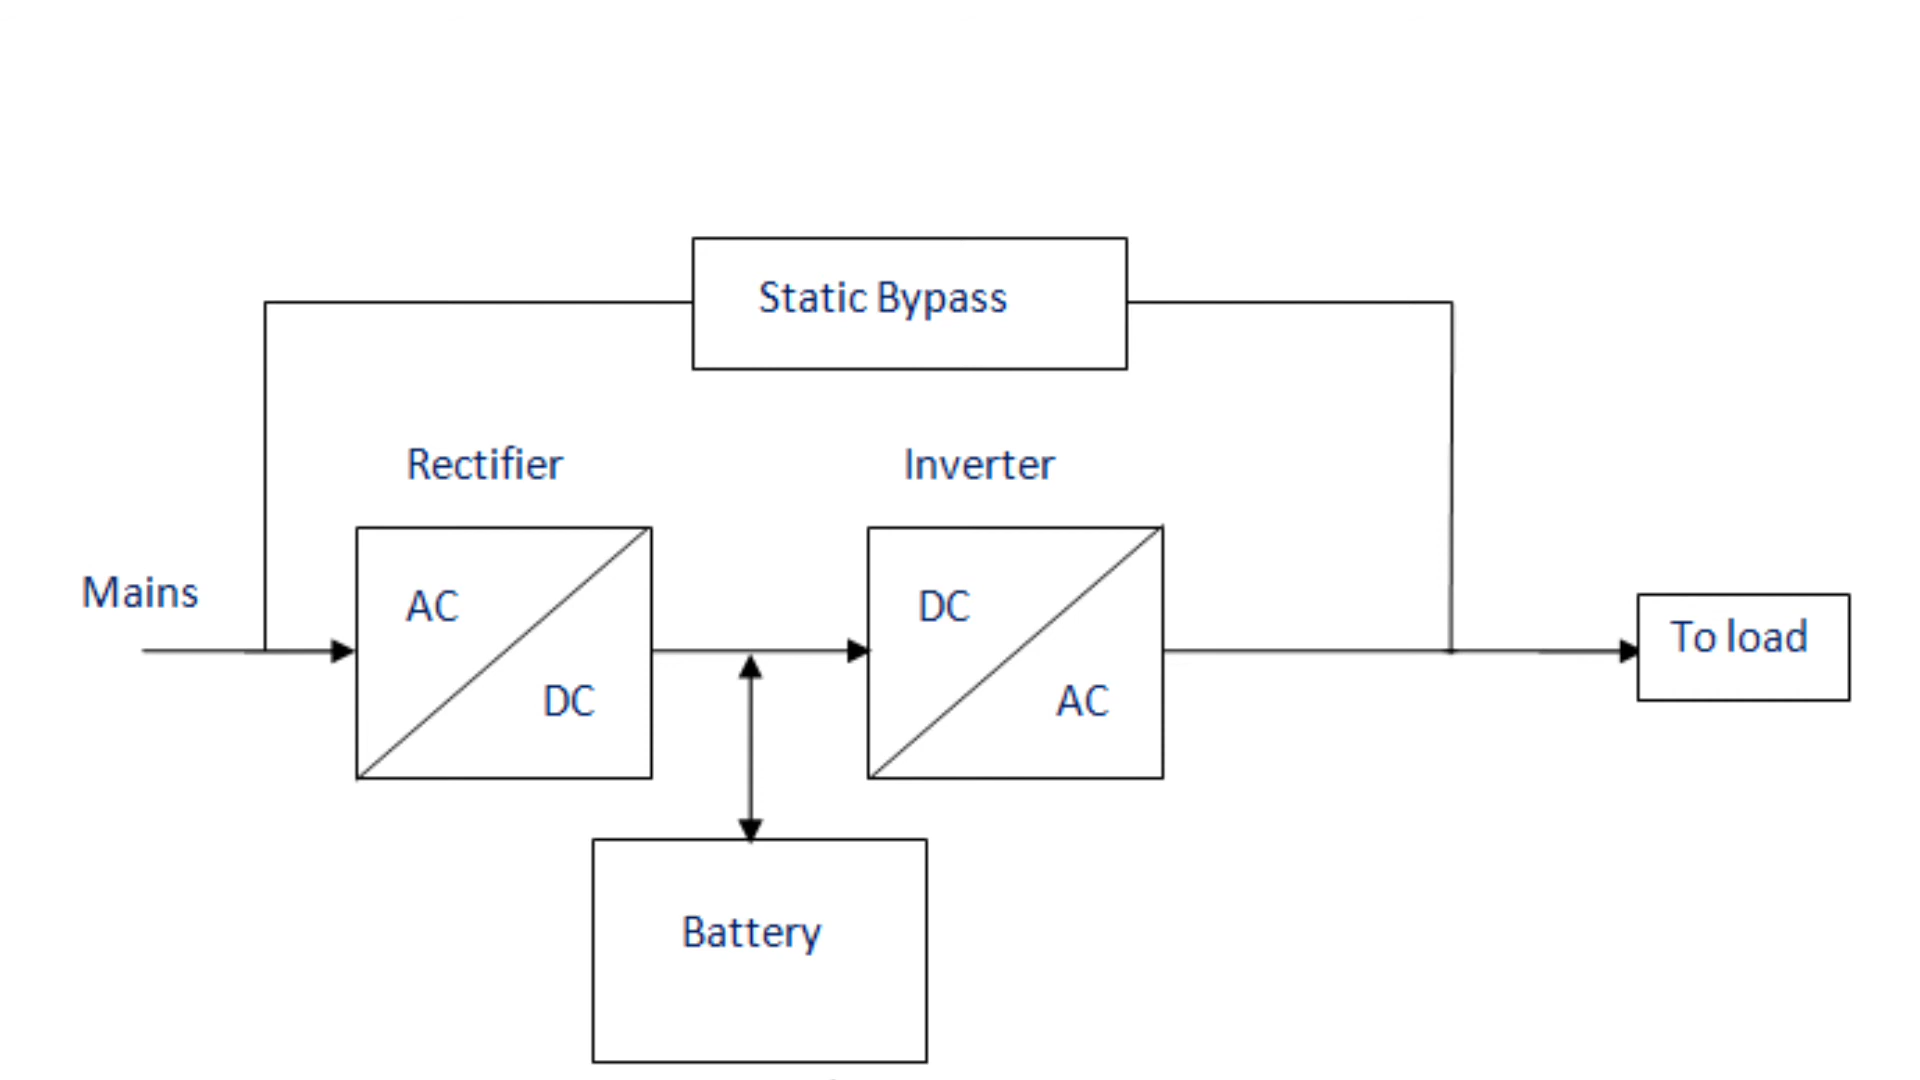 Static Bypass
Rectifier
Inverter
Mains
AC
DC
DC
AC
To load
Battery